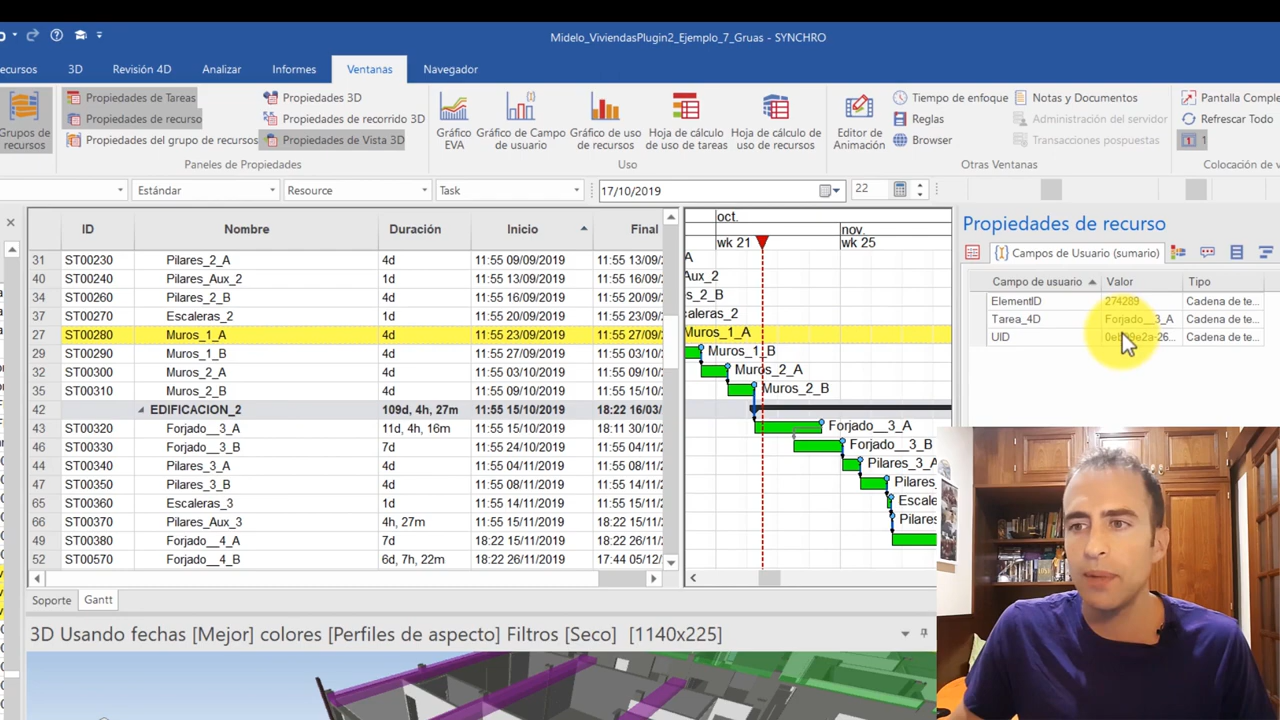 Midelo_ViviendasPlugin2_Ejemplo_7_Gruas - SYNCHRO
ecursos 3D Revisión 4D Analizar Informes Ventanas Navegador
Grupos de recursos
Propiedades de Tareas
Propiedades de recurso
Propiedades del grupo de recursos
Propiedades 3D
Propiedades de recorrido 3D
Propiedades de Vista 3D
Paneles de Propiedades
Gráfico EVA
Gráfico de Campo de usuario
Gráfico de uso de recursos
Hoja de cálculo de uso de tareas
Hoja de cálculo de uso de recursos
Uso
Editor de Animación
Tiempo de enfoque
Reglas
Browser
Notas y Documentos
Administración del servidor
Transacciones pospuestas
Otras Ventanas
Pantalla Comple
Refrescar Todo
1
Colocación de v
Estándar Resource Task 17/10/2019 22
ID Nombre Duración Inicio Final
31 ST00230 Pilares_2_A 4d 11:55 09/09/2019 11:55 13/09/
40 ST00240 Pilares_Aux_2 4d 11:55 13/09/2019 11:55 16/09/
34 ST00260 Pilares_2_B 4d 11:55 16/09/2019 11:55 20/09/
37 ST00270 Escaleras_2 1d 11:55 20/09/2019 11:55 23/09/
27 ST00280 Muros_1_A 4d 11:55 23/09/2019 11:55 27/09/
29 ST00290 Muros_1_B 4d 11:55 27/09/2019 11:55 03/10/
32 ST00300 Muros_2_A 4d 11:55 03/10/2019 11:55 09/10/
35 ST00310 Muros_2_B 4d 11:55 09/10/2019 11:55 15/10/
42 EDIFICACION_2 109d, 4h, 27m 11:55 15/10/2019 18:22 16/03/
43 ST00320 Forjado__3_A 11d, 4h, 16m 11:55 15/10/2019 18:11 30/10/
46 ST00330 Forjado__3_B 7d 11:55 24/10/2019 11:55 04/11/
44 ST00340 Pilares_3_A 4d 11:55 04/11/2019 11:55 08/11/
47 ST00350 Pilares_3_B 4d 11:55 08/11/2019 11:55 14/11/
65 ST00360 Escaleras_3 1d 11:55 14/11/2019 11:55 15/11/
66 ST00370 Pilares_Aux_3 4h, 27m 11:55 15/11/2019 18:22 15/11/
49 ST00380 Forjado__4_A 7d 18:22 15/11/2019 18:22 26/11/
52 ST00570 Forjado__4_B 6d, 7h, 22m 18:22 26/11/2019 17:44 05/12/
oct. nov.
wk 21 wk 25
_A
ux_2
s_2_B
caleras_2
Muros_1_A
Muros_1_B
Muros_2_A
Muros_2_B
Forjado__3_A
Forjado__3_B
Pilares_3_A
Pilares
Escale
Pilares
Propiedades de recurso
Campos de Usuario (sumario)
Campo de usuario Valor Tipo
ElementID 274289 Cadena de te...
Tarea_4D Forjado__3_A Cadena de te...
UID Cadena de te...
Soporte Gantt
3D Usando fechas [Mejor] colores [Perfiles de aspecto] Filtros [Seco] [1140x225]